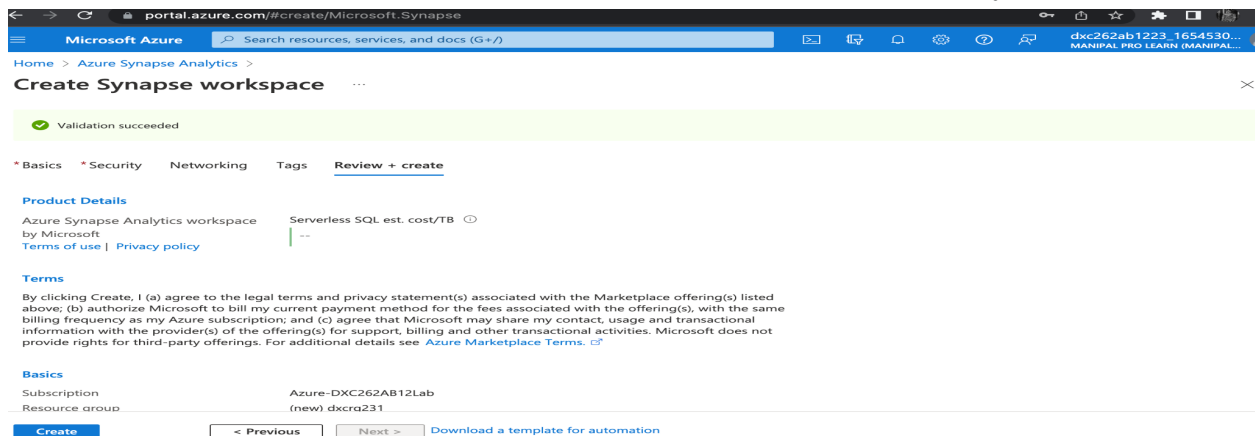 portal.azure.com/#create/Microsoft.Synapse
Microsoft Azure
Search resources, services, and docs (G+/)
dxc262ab1223_1654530...
MANIPAL PRO LEARN (MANIPAL...
Home > Azure Synapse Analytics >
Create Synapse workspace ...
Validation succeeded
*Basics *Security Networking Tags Review + create
Product Details
Azure Synapse Analytics workspace
by Microsoft
Terms of use | Privacy policy
Serverless SQL est. cost/TB
--
Terms
By clicking Create, I (a) agree to the legal terms and privacy statement(s) associated with the Marketplace offering(s) listed
above; (b) authorize Microsoft to bill my current payment method for the fees associated with the offering(s), with the same
billing frequency as my Azure subscription; and (c) agree that Microsoft may share my contact, usage and transactional
information with the provider(s) of the offering(s) for support, billing and other transactional activities. Microsoft does not
provide rights for third-party offerings. For additional details see Azure Marketplace Terms.
Basics
Subscription Azure-DXC262AB12Lab
Resource group (new) dxcrg231
Create < Previous Next > Download a template for automation